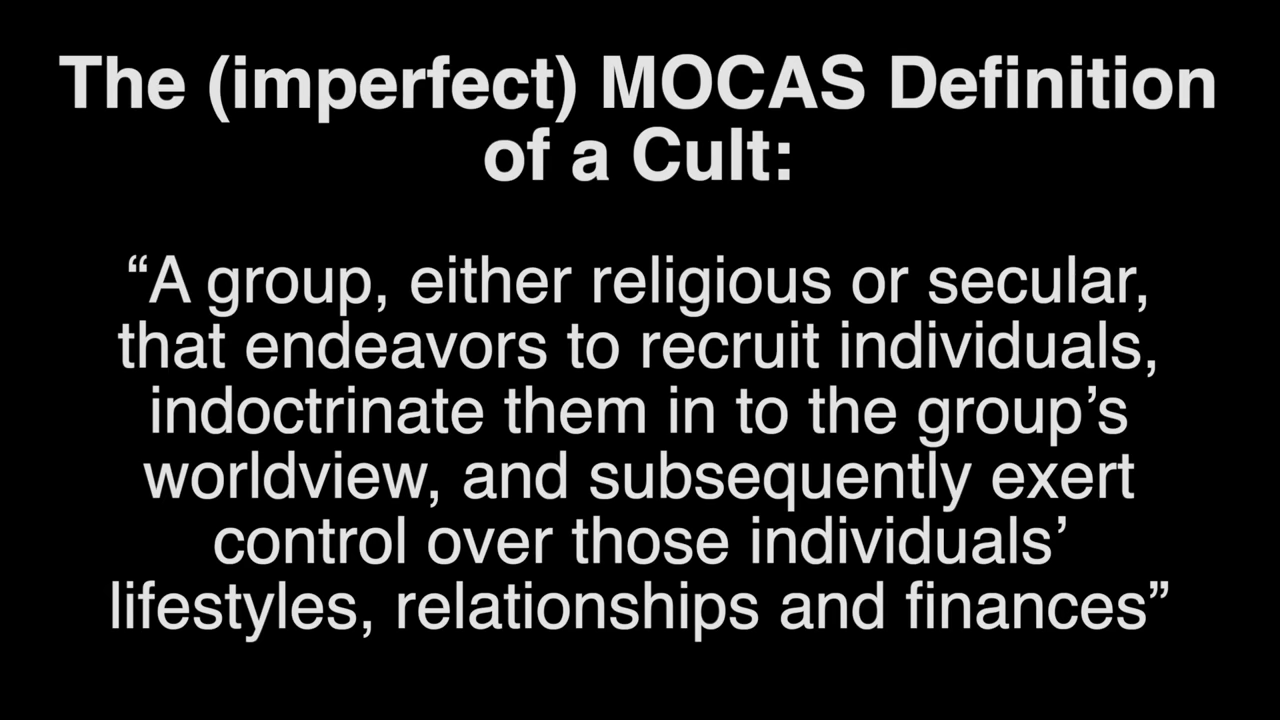 The (imperfect) MOCAS Definition
of a Cult:
“A group, either religious or secular,
that endeavors to recruit individuals,
indoctrinate them in to the group’s
worldview, and subsequently exert
control over those individuals’
lifestyles, relationships and finances”